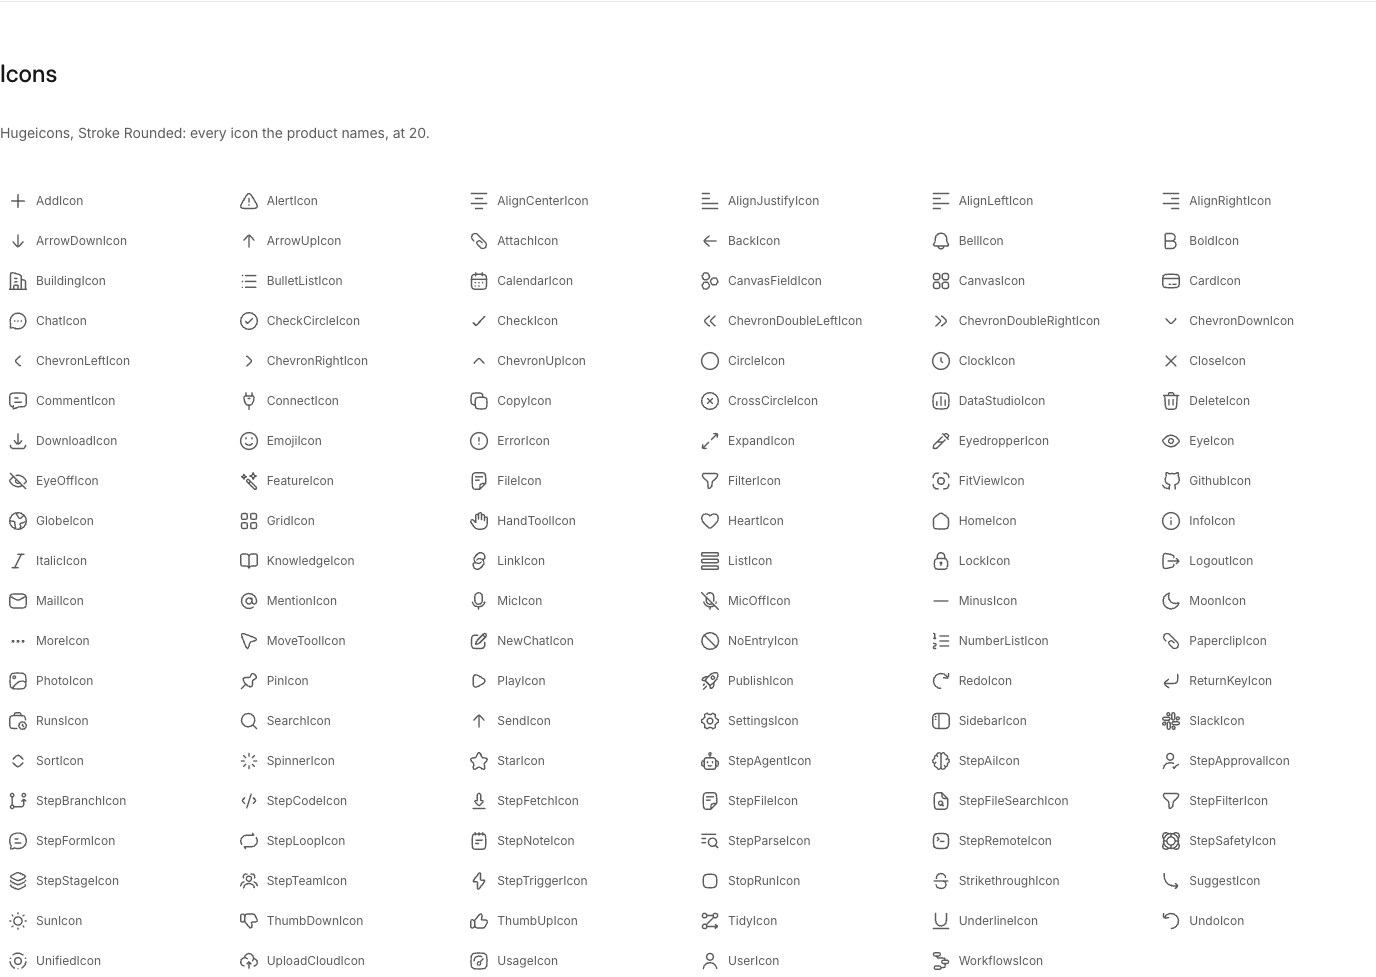 Icons
Hugeicons, Stroke Rounded: every icon the product names, at 20.
AddIcon AlertIcon AlignCenterIcon AlignJustifyIcon AlignLeftIcon AlignRightIcon
ArrowDownIcon ArrowUpIcon AttachIcon BackIcon BellIcon BoldIcon
BuildingIcon BulletListIcon CalendarIcon CanvasFieldIcon CanvasIcon CardIcon
ChatIcon CheckCircleIcon CheckIcon ChevronDoubleLeftIcon ChevronDoubleRightIcon ChevronDownIcon
ChevronLeftIcon ChevronRightIcon ChevronUpIcon CircleIcon ClockIcon CloseIcon
CommentIcon ConnectIcon CopyIcon CrossCircleIcon DataStudioIcon DeleteIcon
DownloadIcon EmojiIcon ErrorIcon ExpandIcon EyedropperIcon EyeIcon
EyeOffIcon FeatureIcon FileIcon FilterIcon FitViewIcon GithubIcon
GlobeIcon GridIcon HandToolIcon HeartIcon HomeIcon InfoIcon
ItalicIcon KnowledgeIcon LinkIcon ListIcon LockIcon LogoutIcon
MailIcon MentionIcon MicIcon MicOffIcon MinusIcon MoonIcon
MoreIcon MoveToolIcon NewChatIcon NoEntryIcon NumberListIcon PaperclipIcon
PhotoIcon PinIcon PlayIcon PublishIcon RedoIcon ReturnKeyIcon
RunsIcon SearchIcon SendIcon SettingsIcon SidebarIcon SlackIcon
SortIcon SpinnerIcon StarIcon StepAgentIcon StepAiIcon StepApprovalIcon
StepBranchIcon StepCodeIcon StepFetchIcon StepFileIcon StepFileSearchIcon StepFilterIcon
StepFormIcon StepLoopIcon StepNoteIcon StepParseIcon StepRemoteIcon StepSafetyIcon
StepStageIcon StepTeamIcon StepTriggerIcon StopRunIcon StrikethroughIcon SuggestIcon
SunIcon ThumbDownIcon ThumbUpIcon TidyIcon UnderlineIcon UndoIcon
UnifiedIcon UploadCloudIcon UsageIcon UserIcon WorkflowsIcon